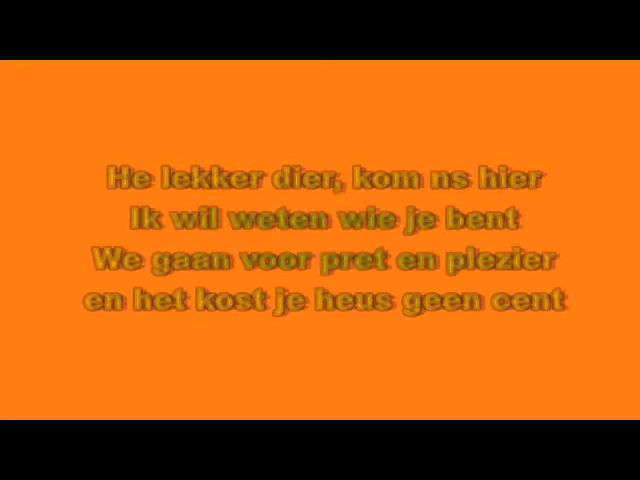 He lekker dier, kom ns hier
Ik wil weten wie je bent
We gaan voor pret en plezier
en het kost je heus geen cent